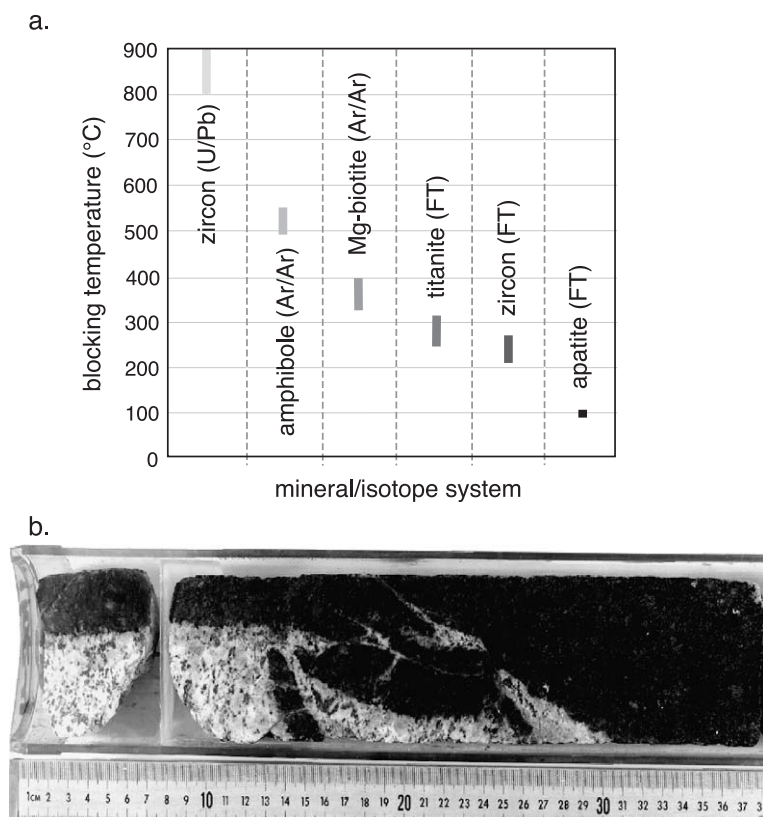 a.
900
800
700
600
500
400
300
200
100
0
blocking temperature (°C)
zircon (U/Pb)
amphibole (Ar/Ar)
Mg-biotite (Ar/Ar)
titanite (FT)
zircon (FT)
apatite (FT)
mineral/isotope system
b.
1CM 2 3 4 5 6 7 8 9 10 11 12 13 14 15 16 17 18 19 20 21 22 23 24 25 26 27 28 29 30 31 32 33 34 35 36 37